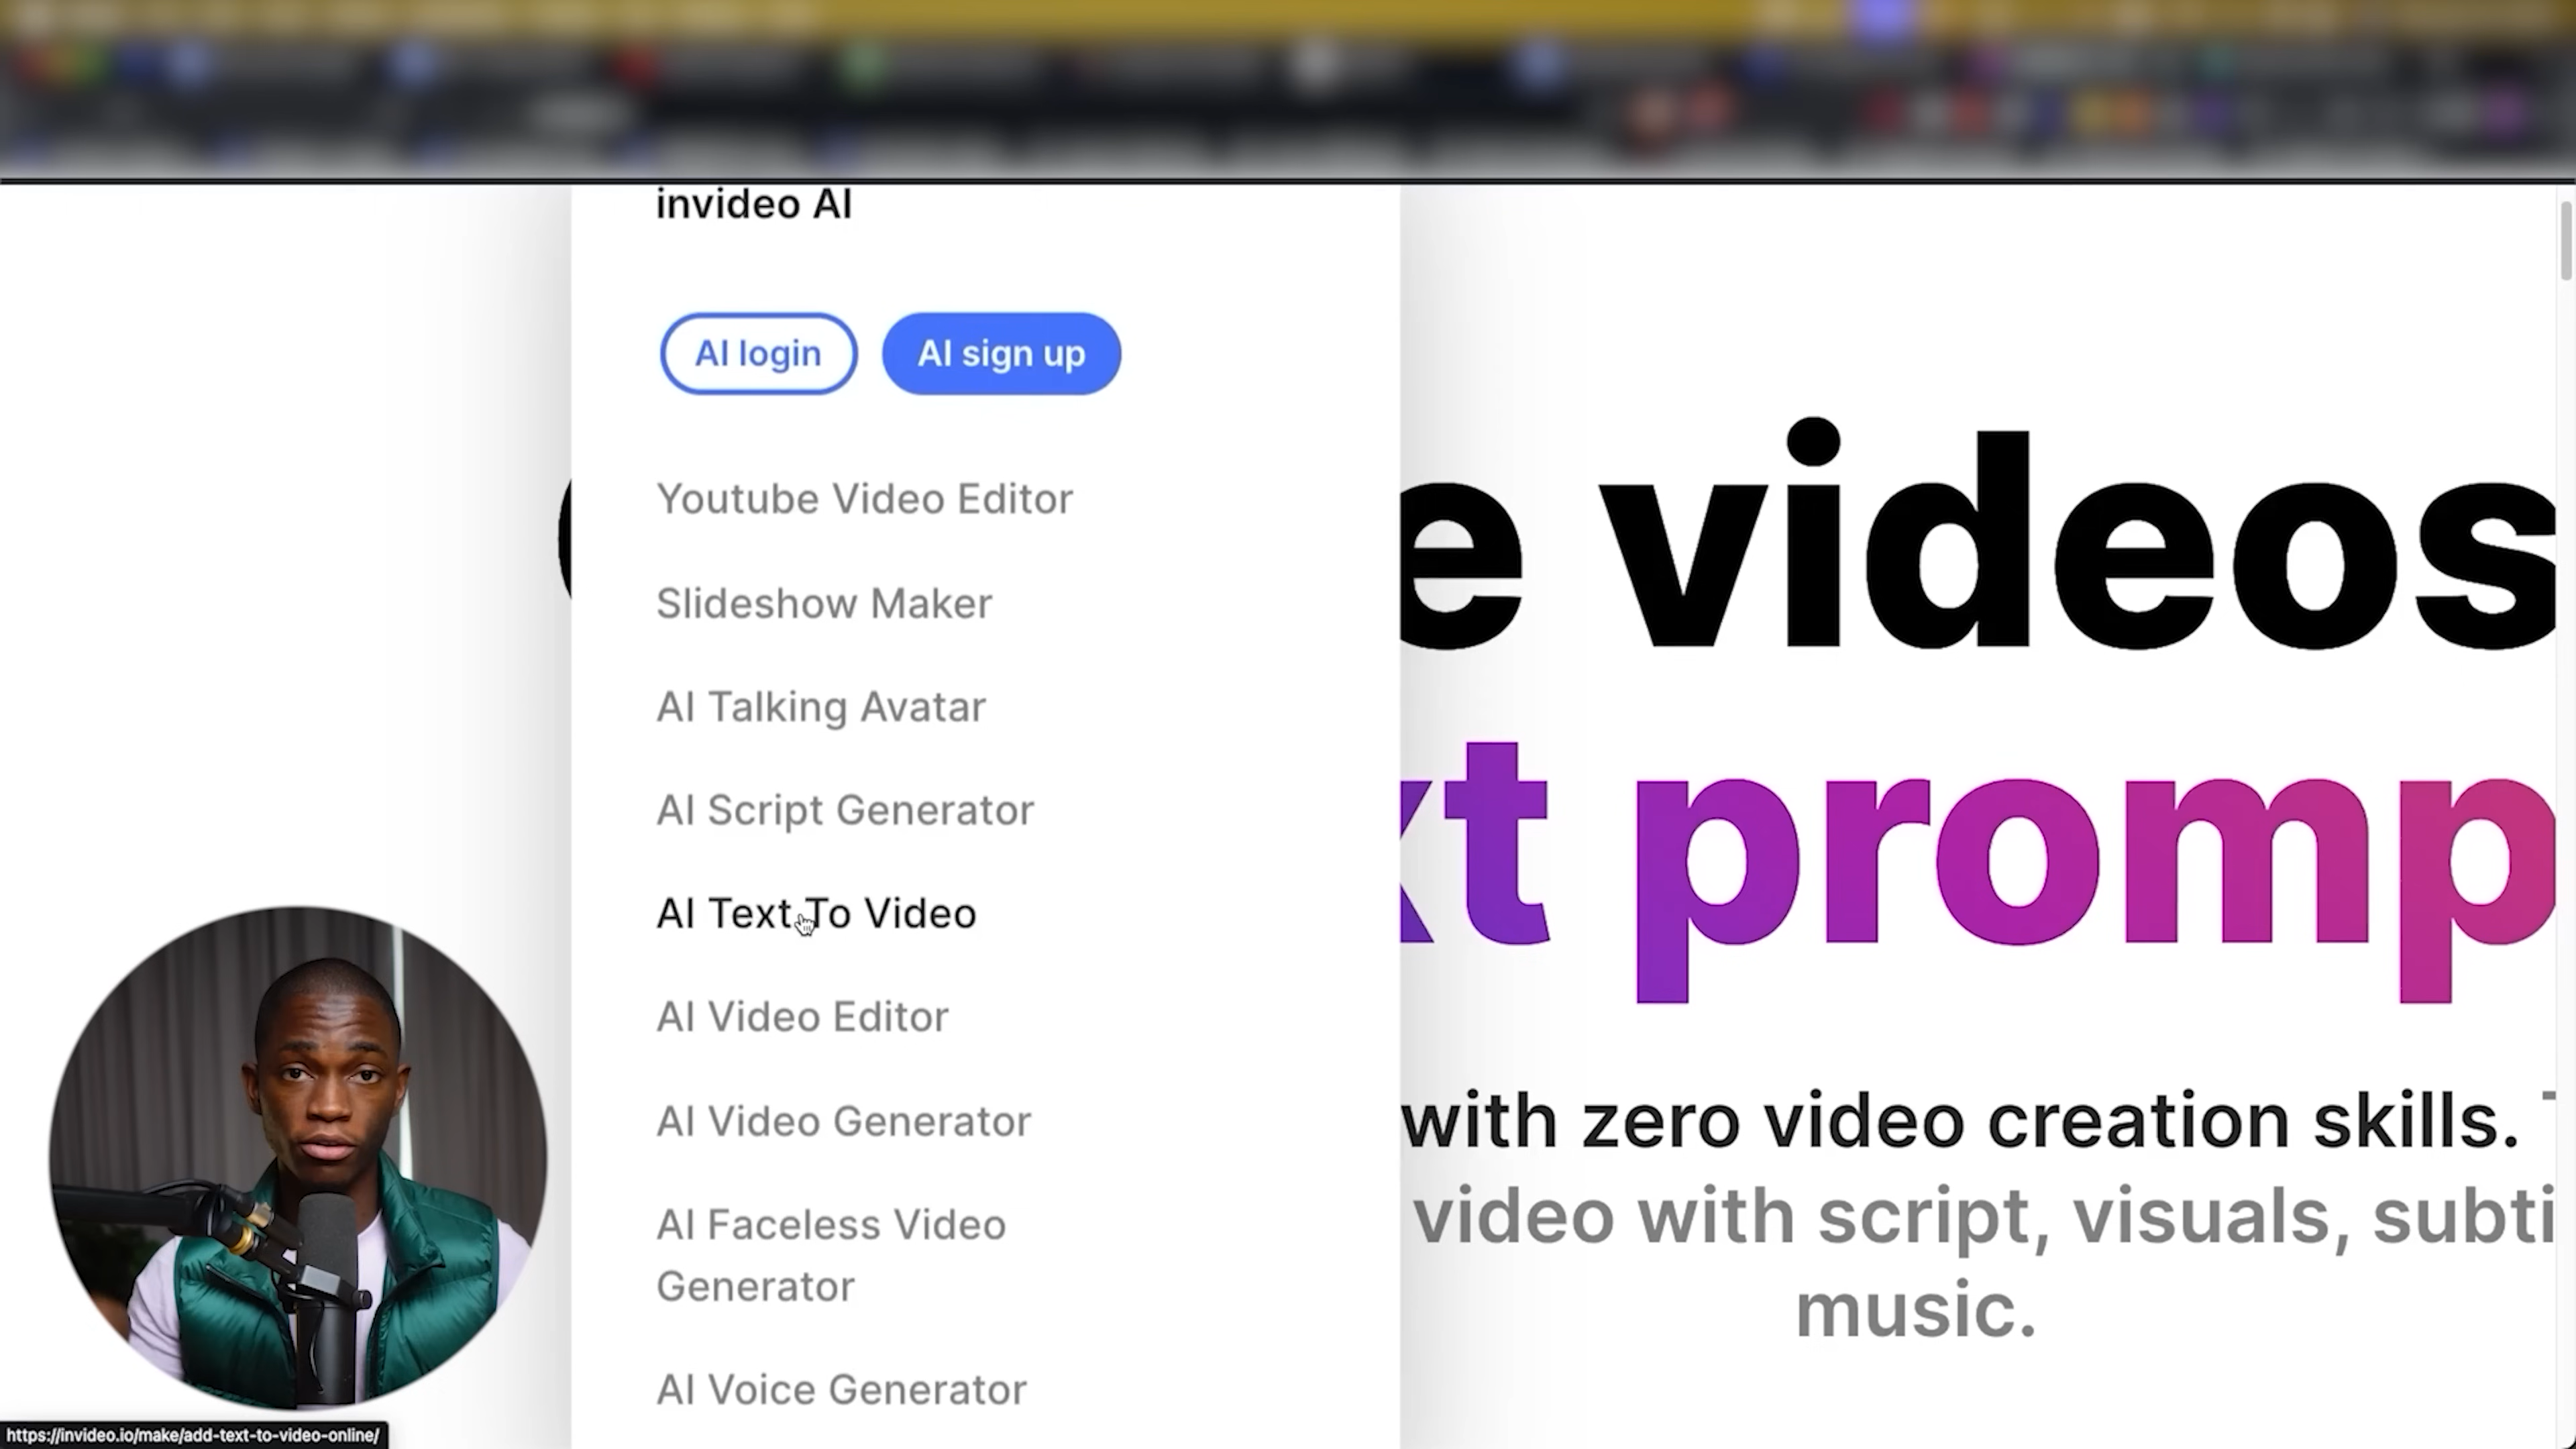 invideo AI
AI login
AI sign up
Youtube Video Editor
Slideshow Maker
AI Talking Avatar
AI Script Generator
AI Text To Video
AI Video Editor
AI Video Generator
AI Faceless Video
Generator
AI Voice Generator
e videos
t promp
with zero video creation skills.
video with script, visuals, subti
music.
https://invideo.io/make/add-text-to-video-online/